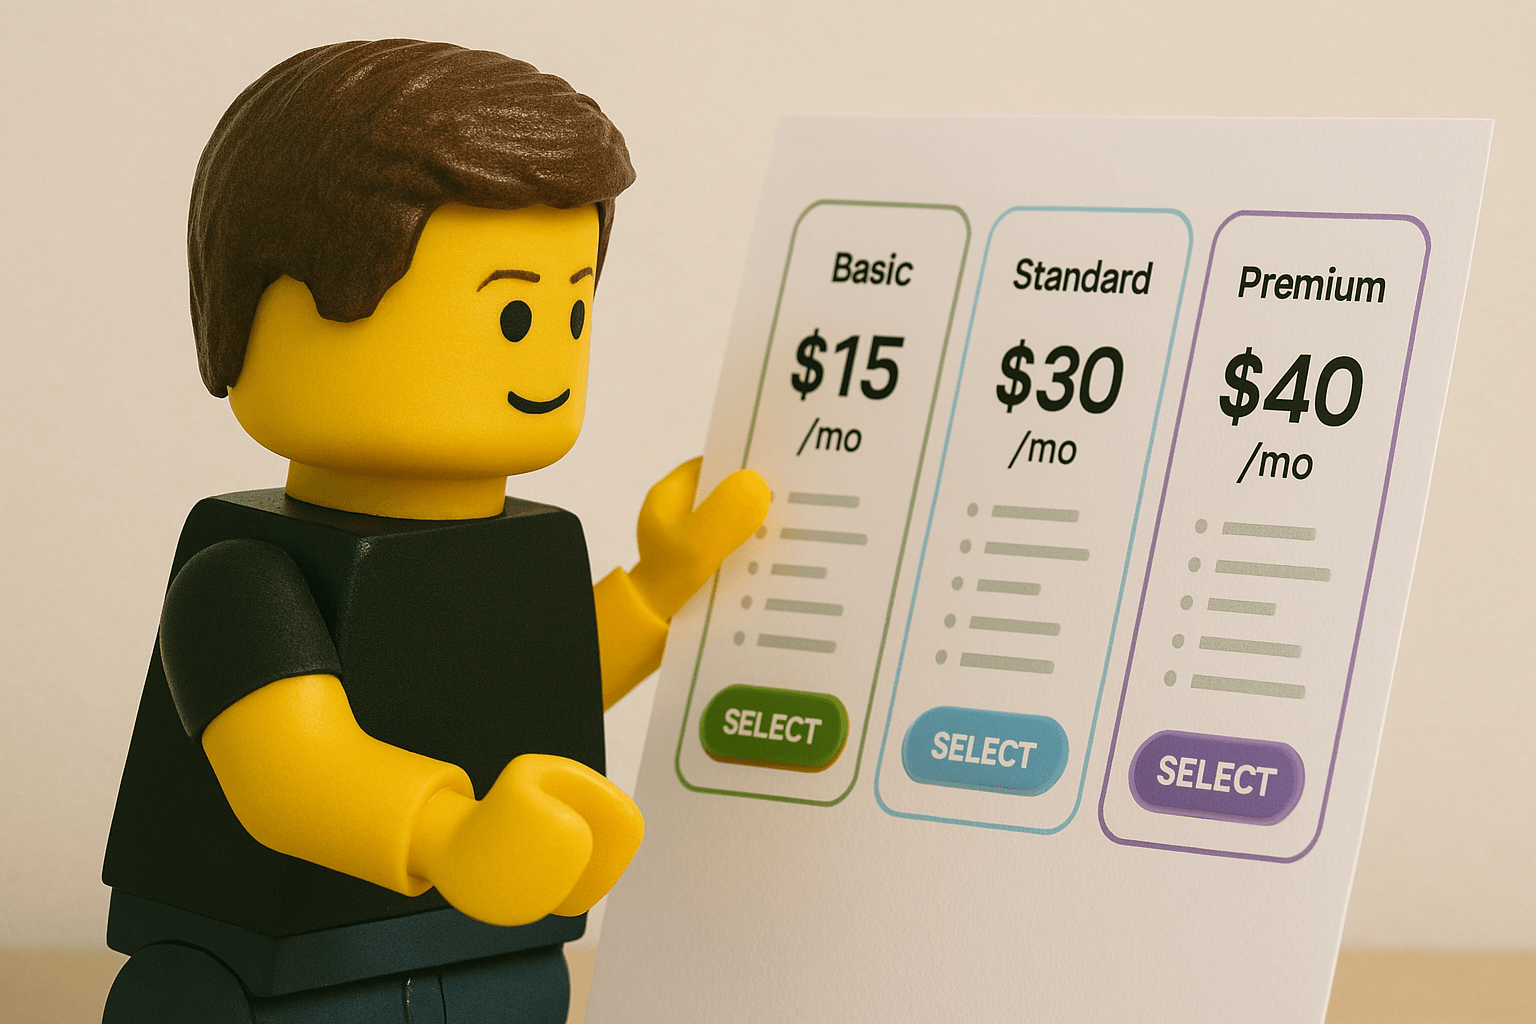 Basic
$15
/mo
SELECT
Standard
$30
/mo
SELECT
Premium
$40
/mo
SELECT